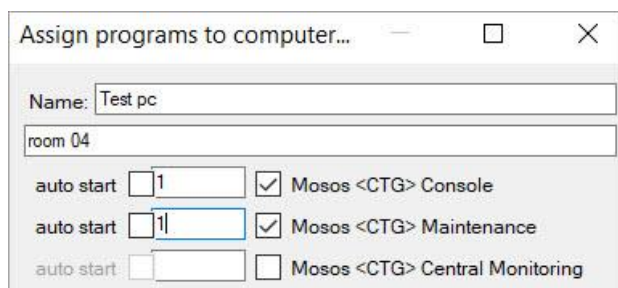 Assign programs to computer...
Name: Test pc
room 04
auto start 1 Mosos <CTG> Console
auto start 1 Mosos <CTG> Maintenance
auto start Mosos <CTG> Central Monitoring